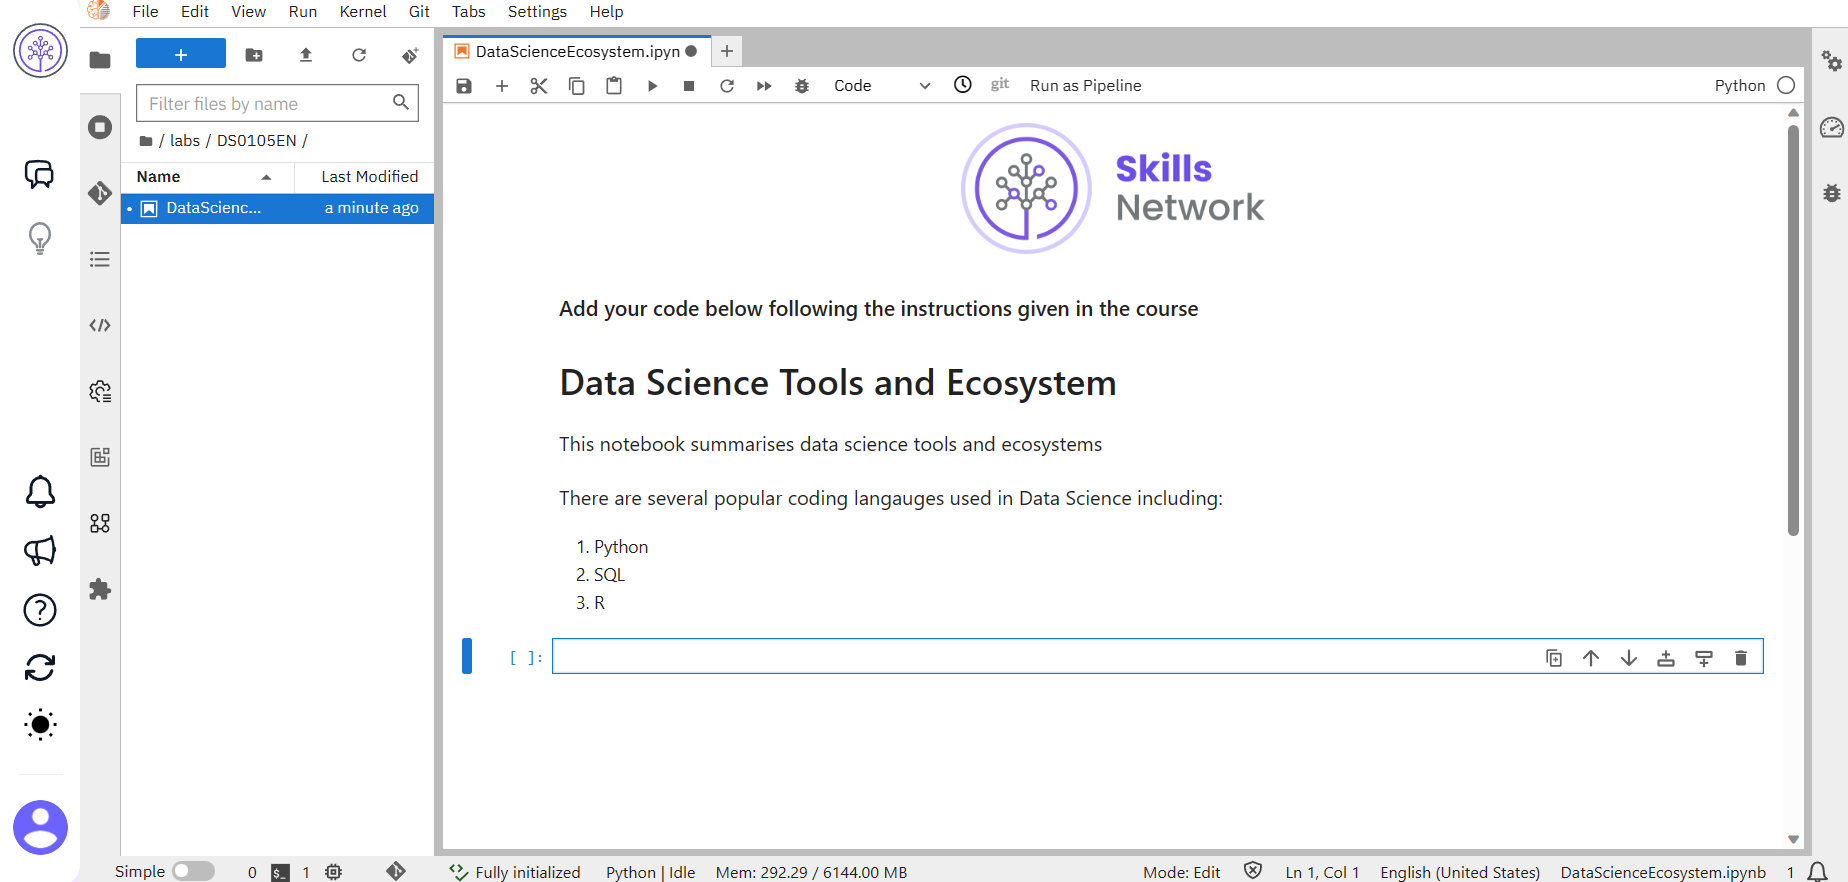 File Edit View Run Kernel Git Tabs Settings Help
+
Filter files by name
/ labs / DS0105EN /
Name Last Modified
DataScienc... a minute ago
DataScienceEcosystem.ipyn
Code git Run as Pipeline Python
Skills
Network
Add your code below following the instructions given in the course
Data Science Tools and Ecosystem
This notebook summarises data science tools and ecosystems
There are several popular coding langauges used in Data Science including:
1. Python
2. SQL
3. R
[ ]:
Simple 0 $_ 1 Fully initialized Python | Idle Mem: 292.29 / 6144.00 MB Mode: Edit Ln 1, Col 1 English (United States) DataScienceEcosystem.ipynb 1